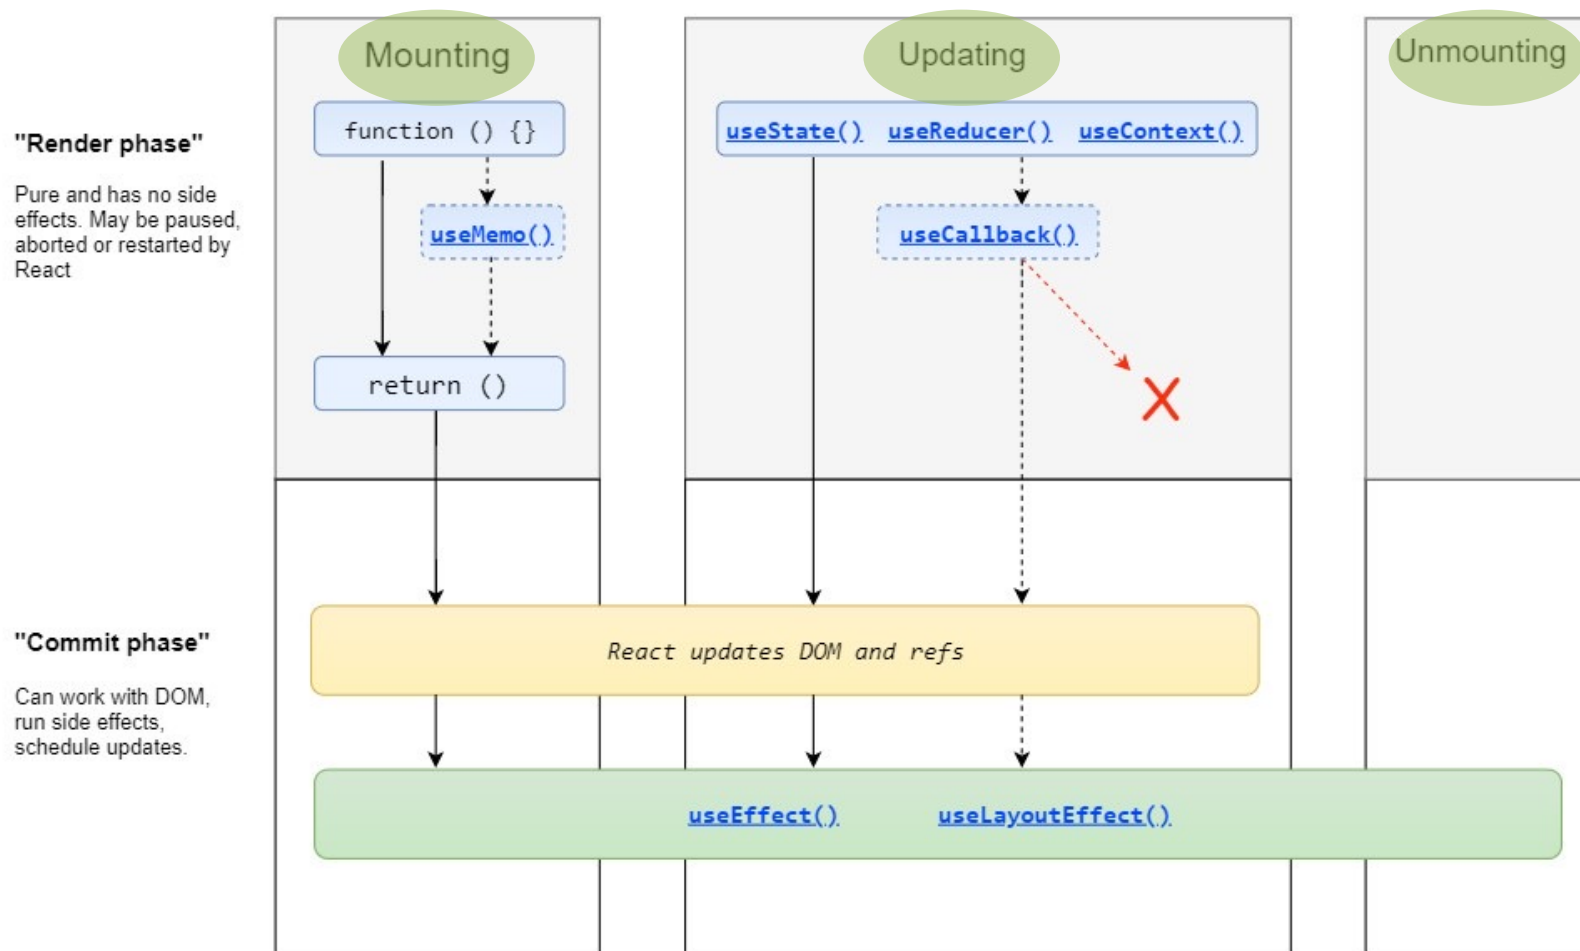 Mounting
Updating
Unmounting
"Render phase"
Pure and has no side
effects. May be paused,
aborted or restarted by
React
function () {}
useMemo()
return ()
useState() useReducer() useContext()
useCallback()
"Commit phase"
Can work with DOM,
run side effects,
schedule updates.
React updates DOM and refs
useEffect() useLayoutEffect()